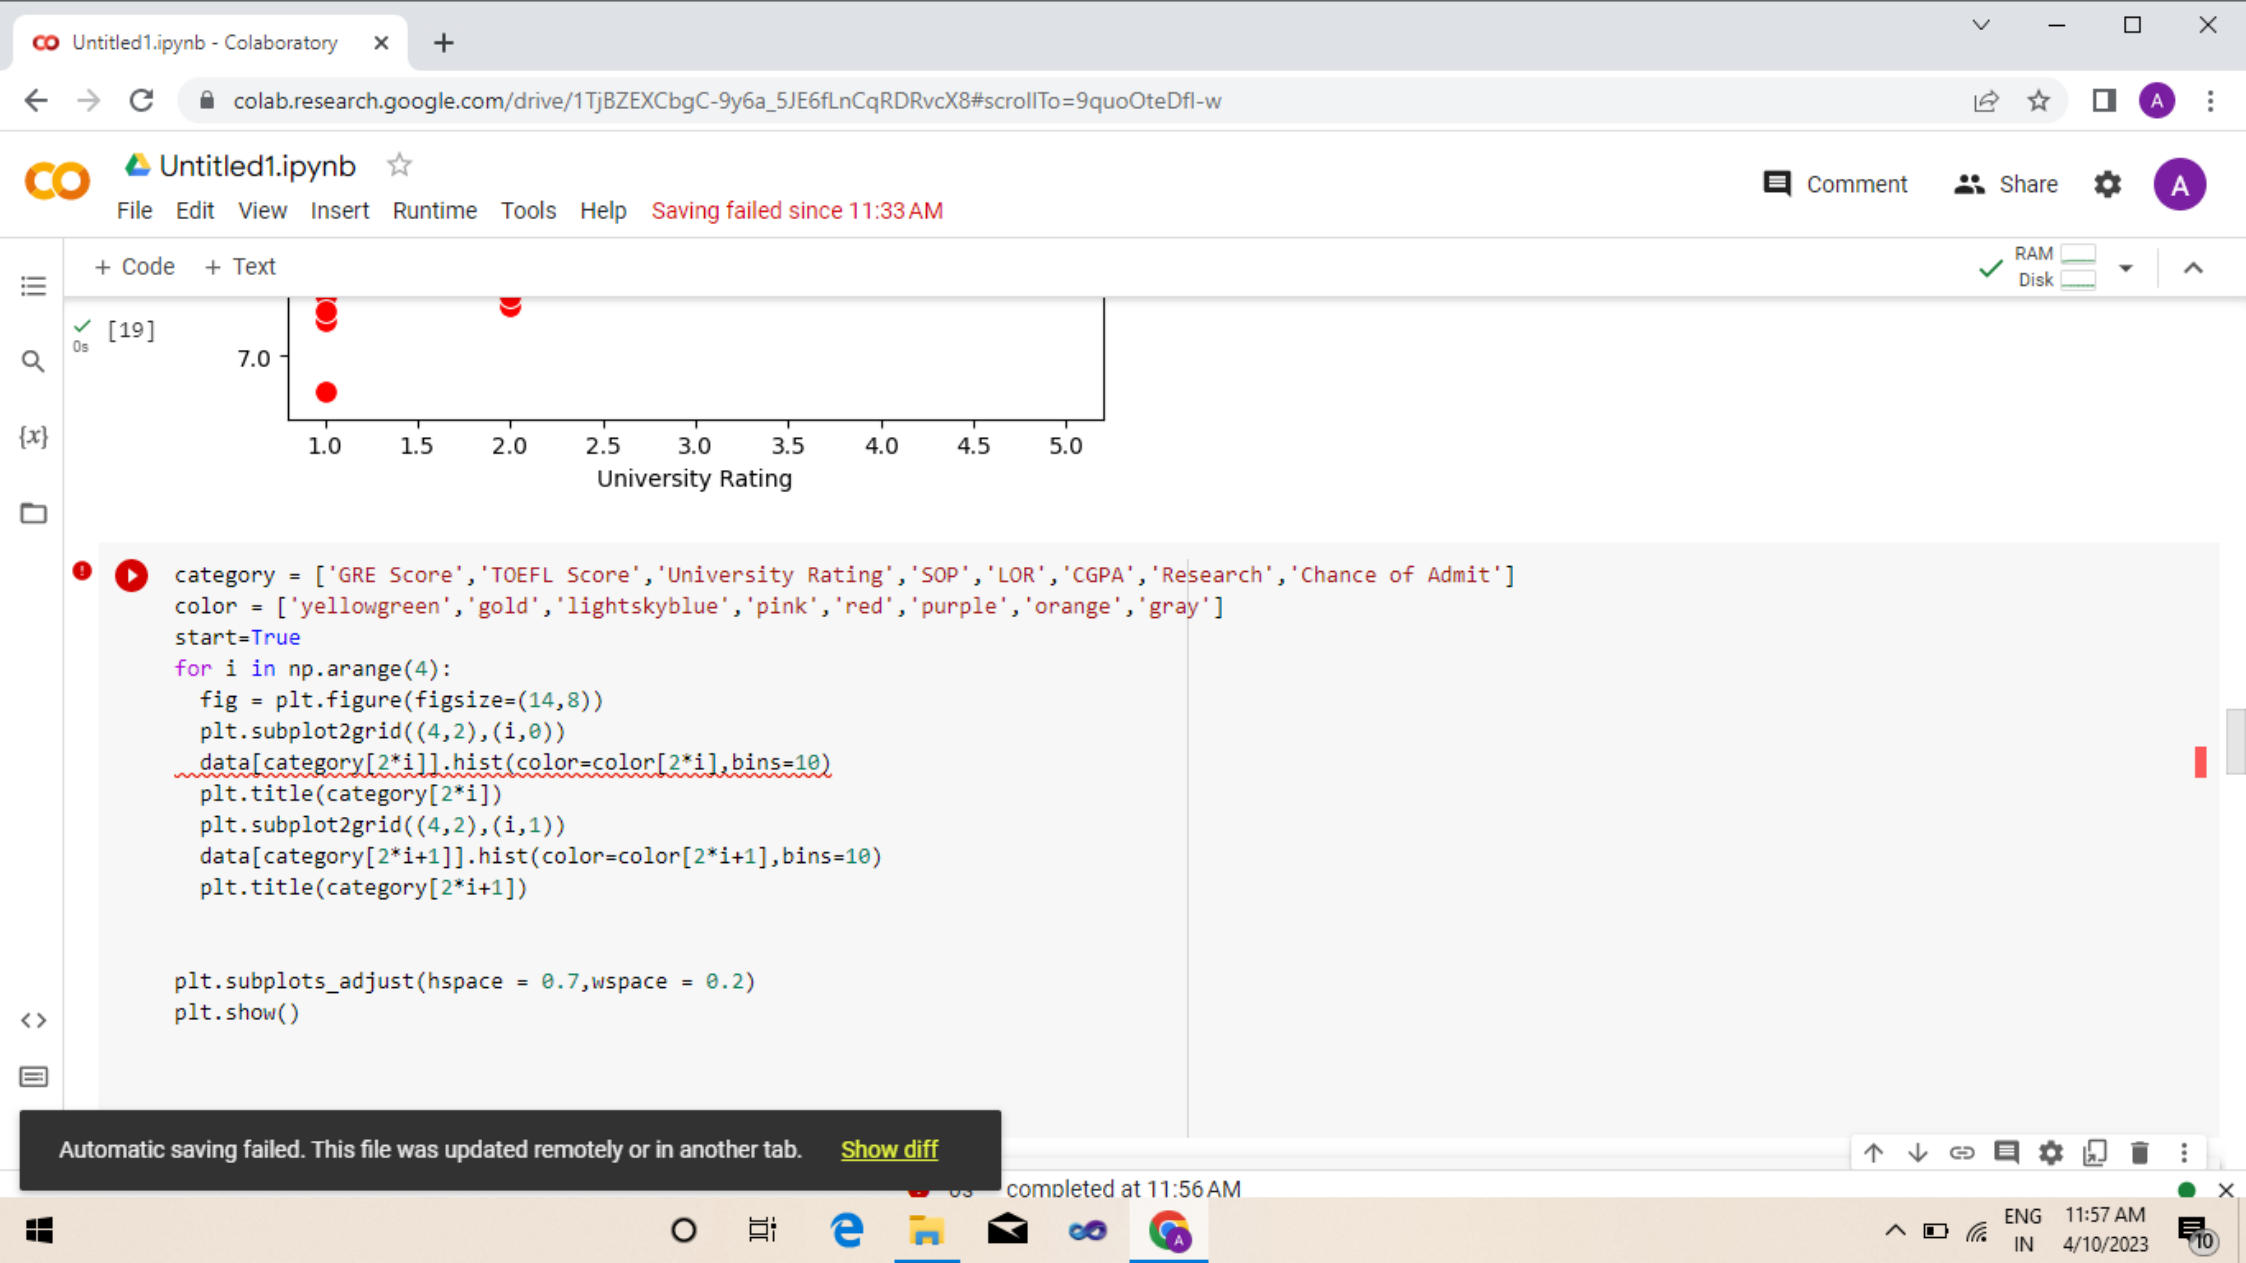 Untitled1.ipynb - Colaboratory
colab.research.google.com/drive/1TjBZEXCbgC-9y6a_5JE6fLnCqRDRvcX8#scrollTo=9quoOteDfI-w
A
Untitled1.ipynb
Comment
Share
A
File Edit View Insert Runtime Tools Help Saving failed since 11:33 AM
+ Code + Text
RAM
Disk
[19]
0s
7.0
{x}
1.0 1.5 2.0 2.5 3.0 3.5 4.0 4.5 5.0
University Rating
category = ['GRE Score','TOEFL Score','University Rating','SOP','LOR','CGPA','Research','Chance of Admit']
color = ['yellowgreen','gold','lightskyblue','pink','red','purple','orange','gray']
start=True
for i in np.arange(4):
  fig = plt.figure(figsize=(14,8))
  plt.subplot2grid((4,2),(i,0))
  data[category[2*i]].hist(color=color[2*i],bins=10)
  plt.title(category[2*i])
  plt.subplot2grid((4,2),(i,1))
  data[category[2*i+1]].hist(color=color[2*i+1],bins=10)
  plt.title(category[2*i+1])
plt.subplots_adjust(hspace = 0.7,wspace = 0.2)
plt.show()
Automatic saving failed. This file was updated remotely or in another tab. Show diff
0s completed at 11:56 AM
A
ENG
IN
11:57 AM
4/10/2023
10